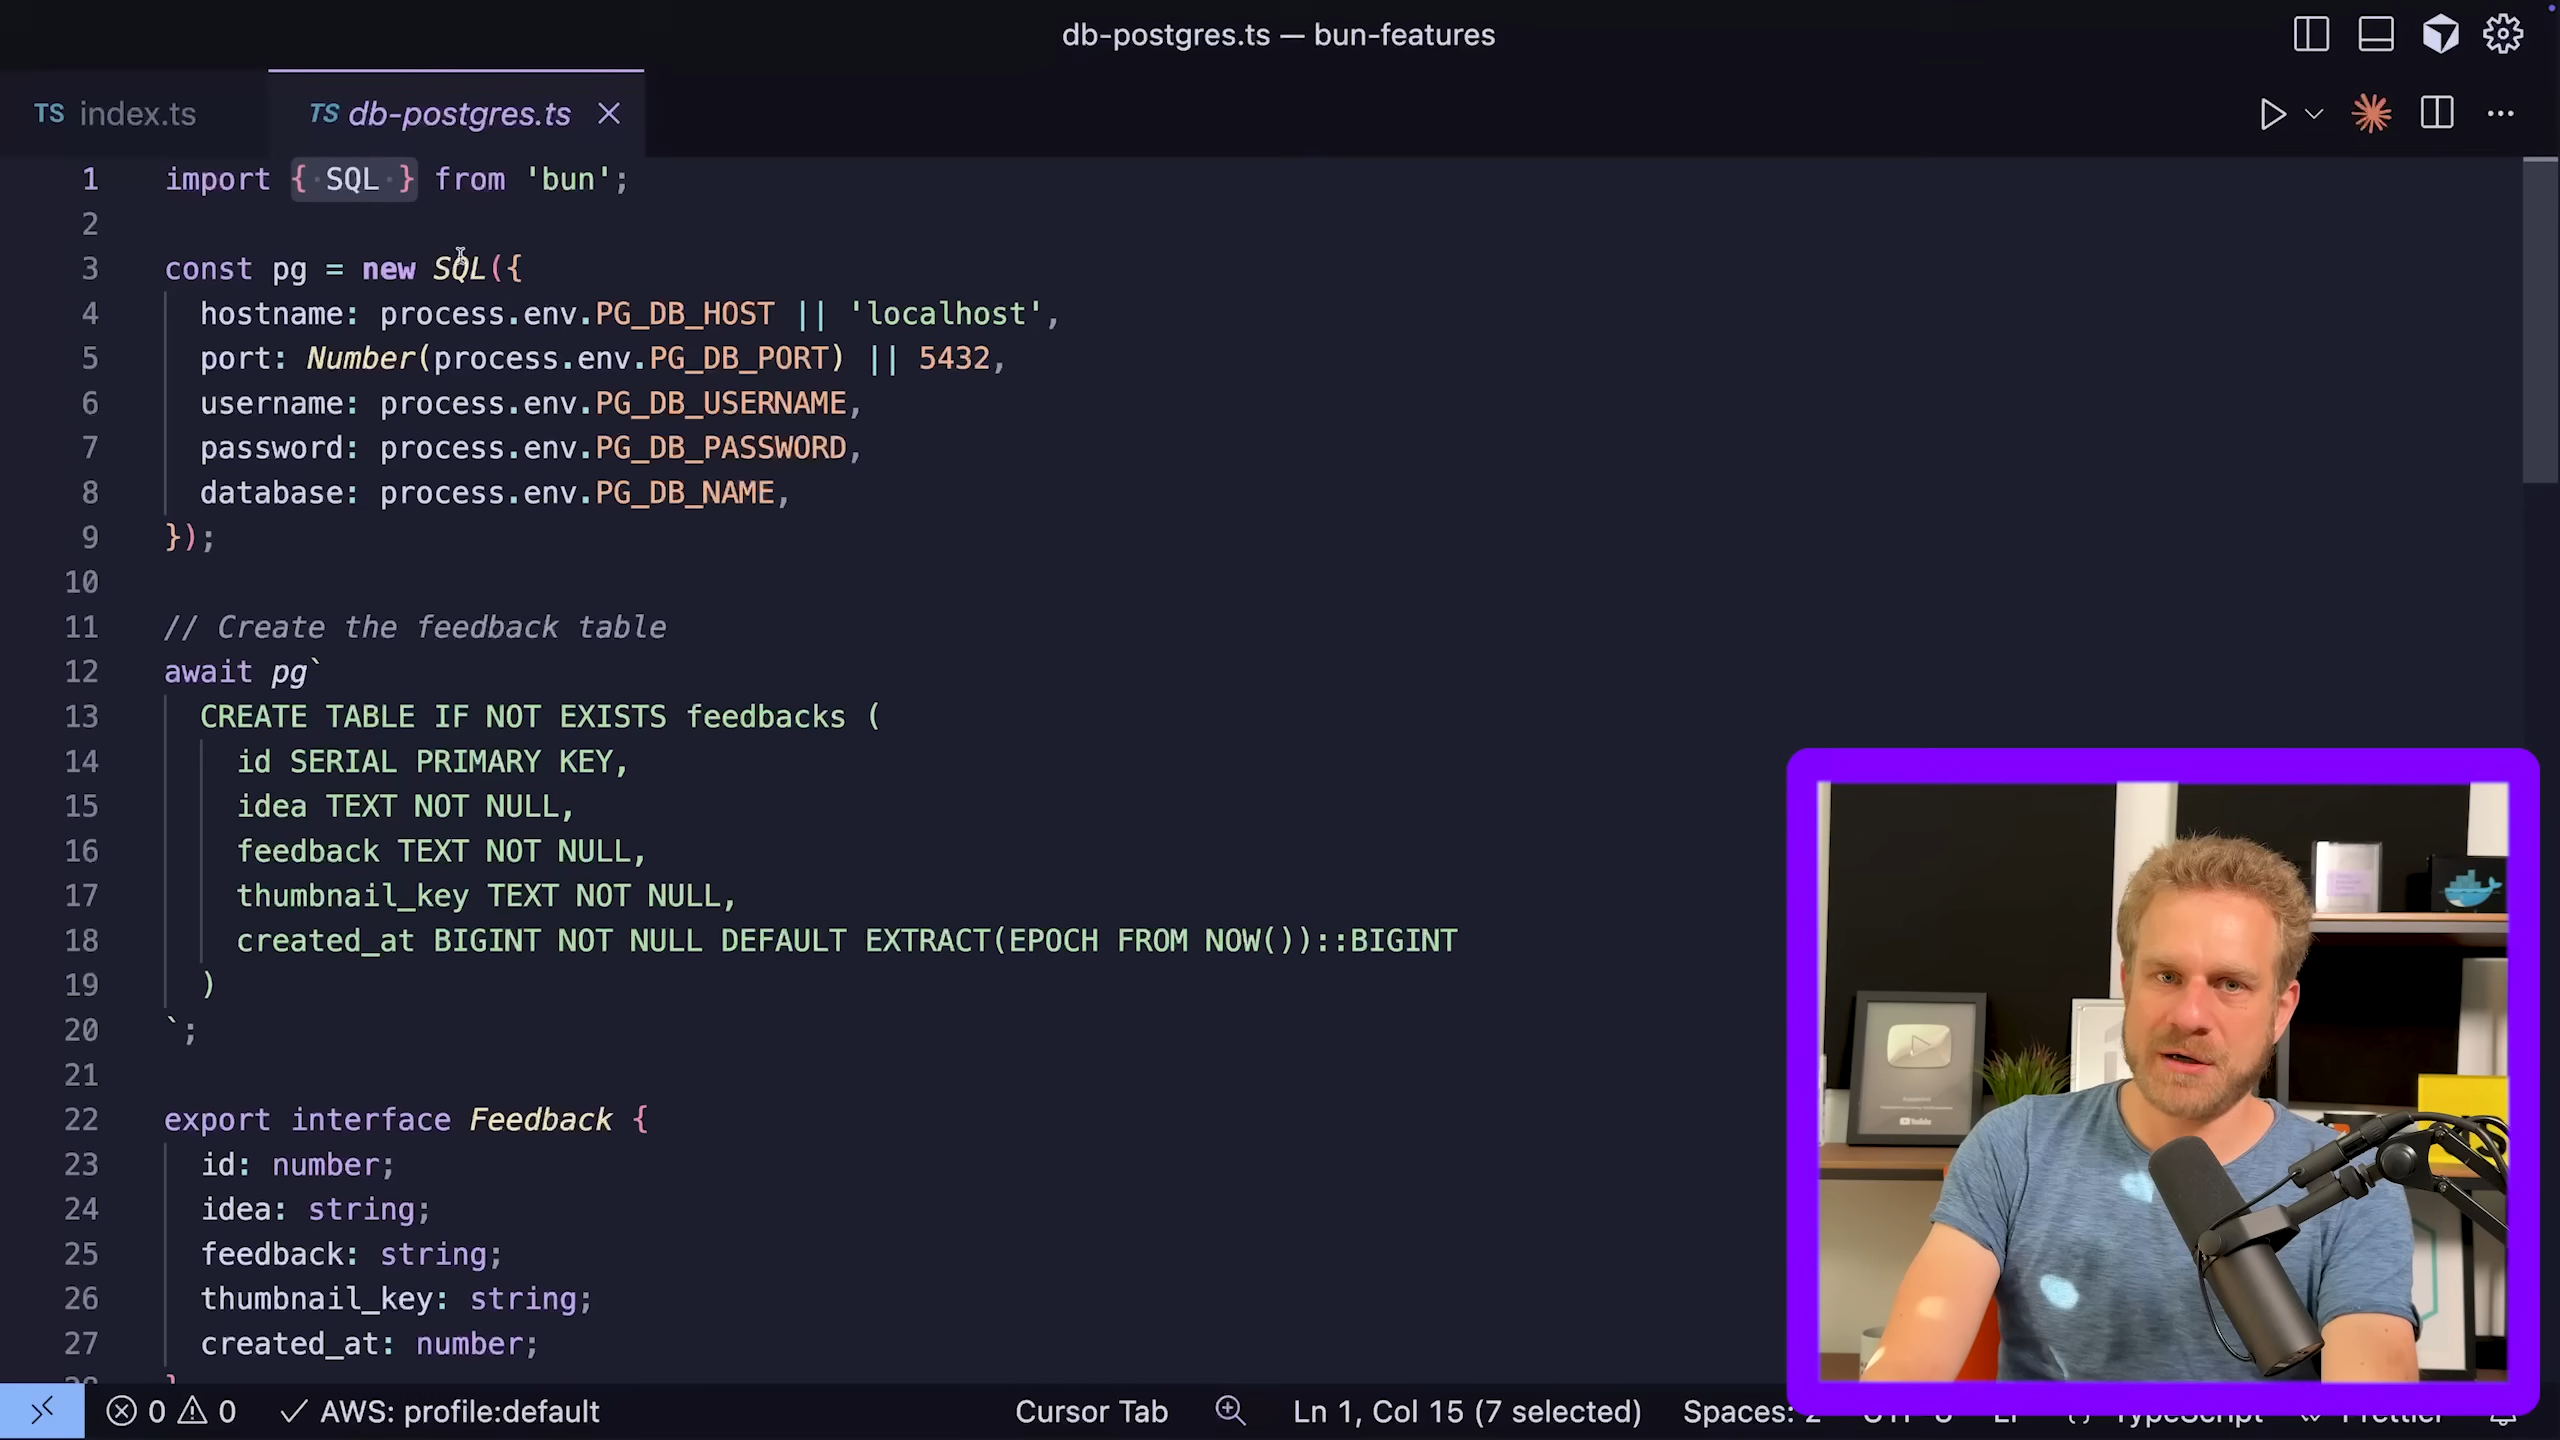 db-postgres.ts — bun-features
TS index.ts
TS db-postgres.ts
1 import { SQL } from 'bun';
2
3 const pg = new SQL({
4 hostname: process.env.PG_DB_HOST || 'localhost',
5 port: Number(process.env.PG_DB_PORT) || 5432,
6 username: process.env.PG_DB_USERNAME,
7 password: process.env.PG_DB_PASSWORD,
8 database: process.env.PG_DB_NAME,
9 });
10
11 // Create the feedback table
12 await pg`
13 CREATE TABLE IF NOT EXISTS feedbacks (
14 id SERIAL PRIMARY KEY,
15 idea TEXT NOT NULL,
16 feedback TEXT NOT NULL,
17 thumbnail_key TEXT NOT NULL,
18 created_at BIGINT NOT NULL DEFAULT EXTRACT(EPOCH FROM NOW())::BIGINT
19 )
20 `;
21
22 export interface Feedback {
23 id: number;
24 idea: string;
25 feedback: string;
26 thumbnail_key: string;
27 created_at: number;
YouTube
0 0 AWS: profile:default Cursor Tab Ln 1, Col 15 (7 selected) Spaces: 2 TypeScript Prettier